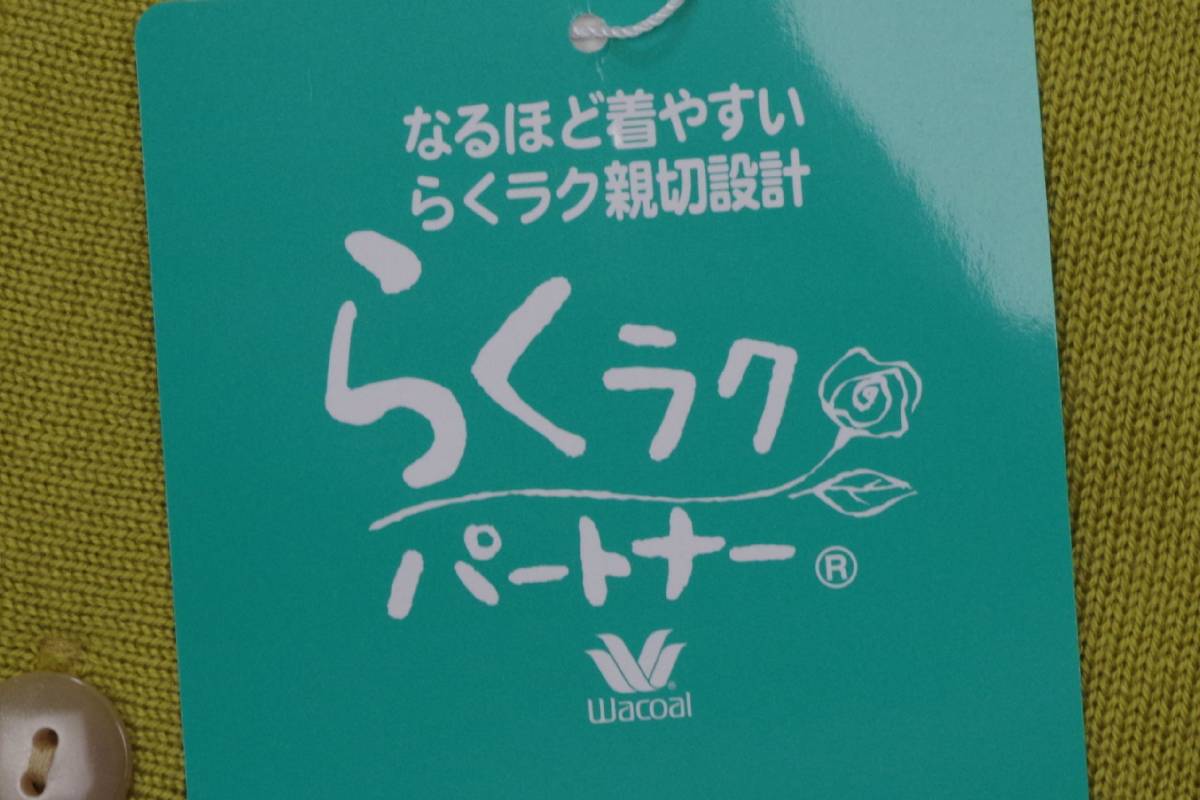 なるほど着やすい
らくラク親切設計
らくラク
パートナー®
Wacoal®